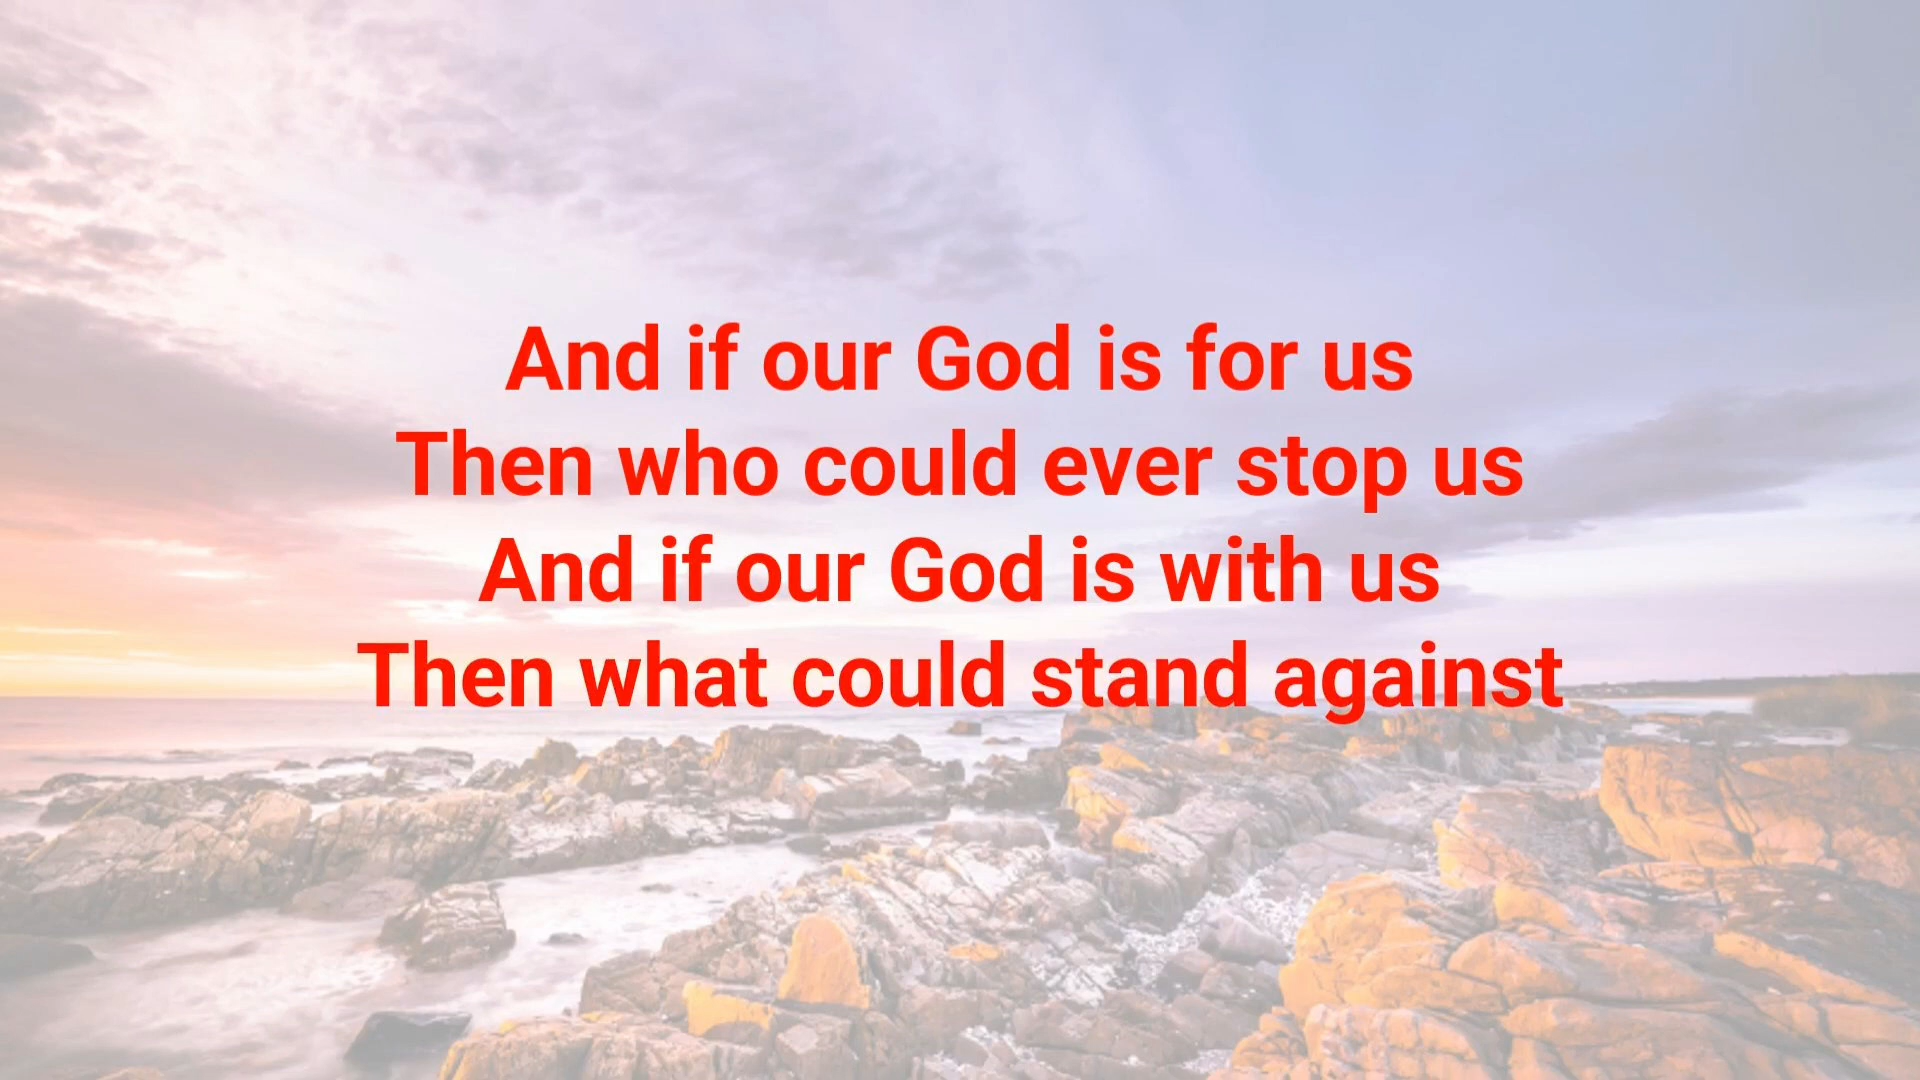 And if our God is for us
Then who could ever stop us
And if our God is with us
Then what could stand against